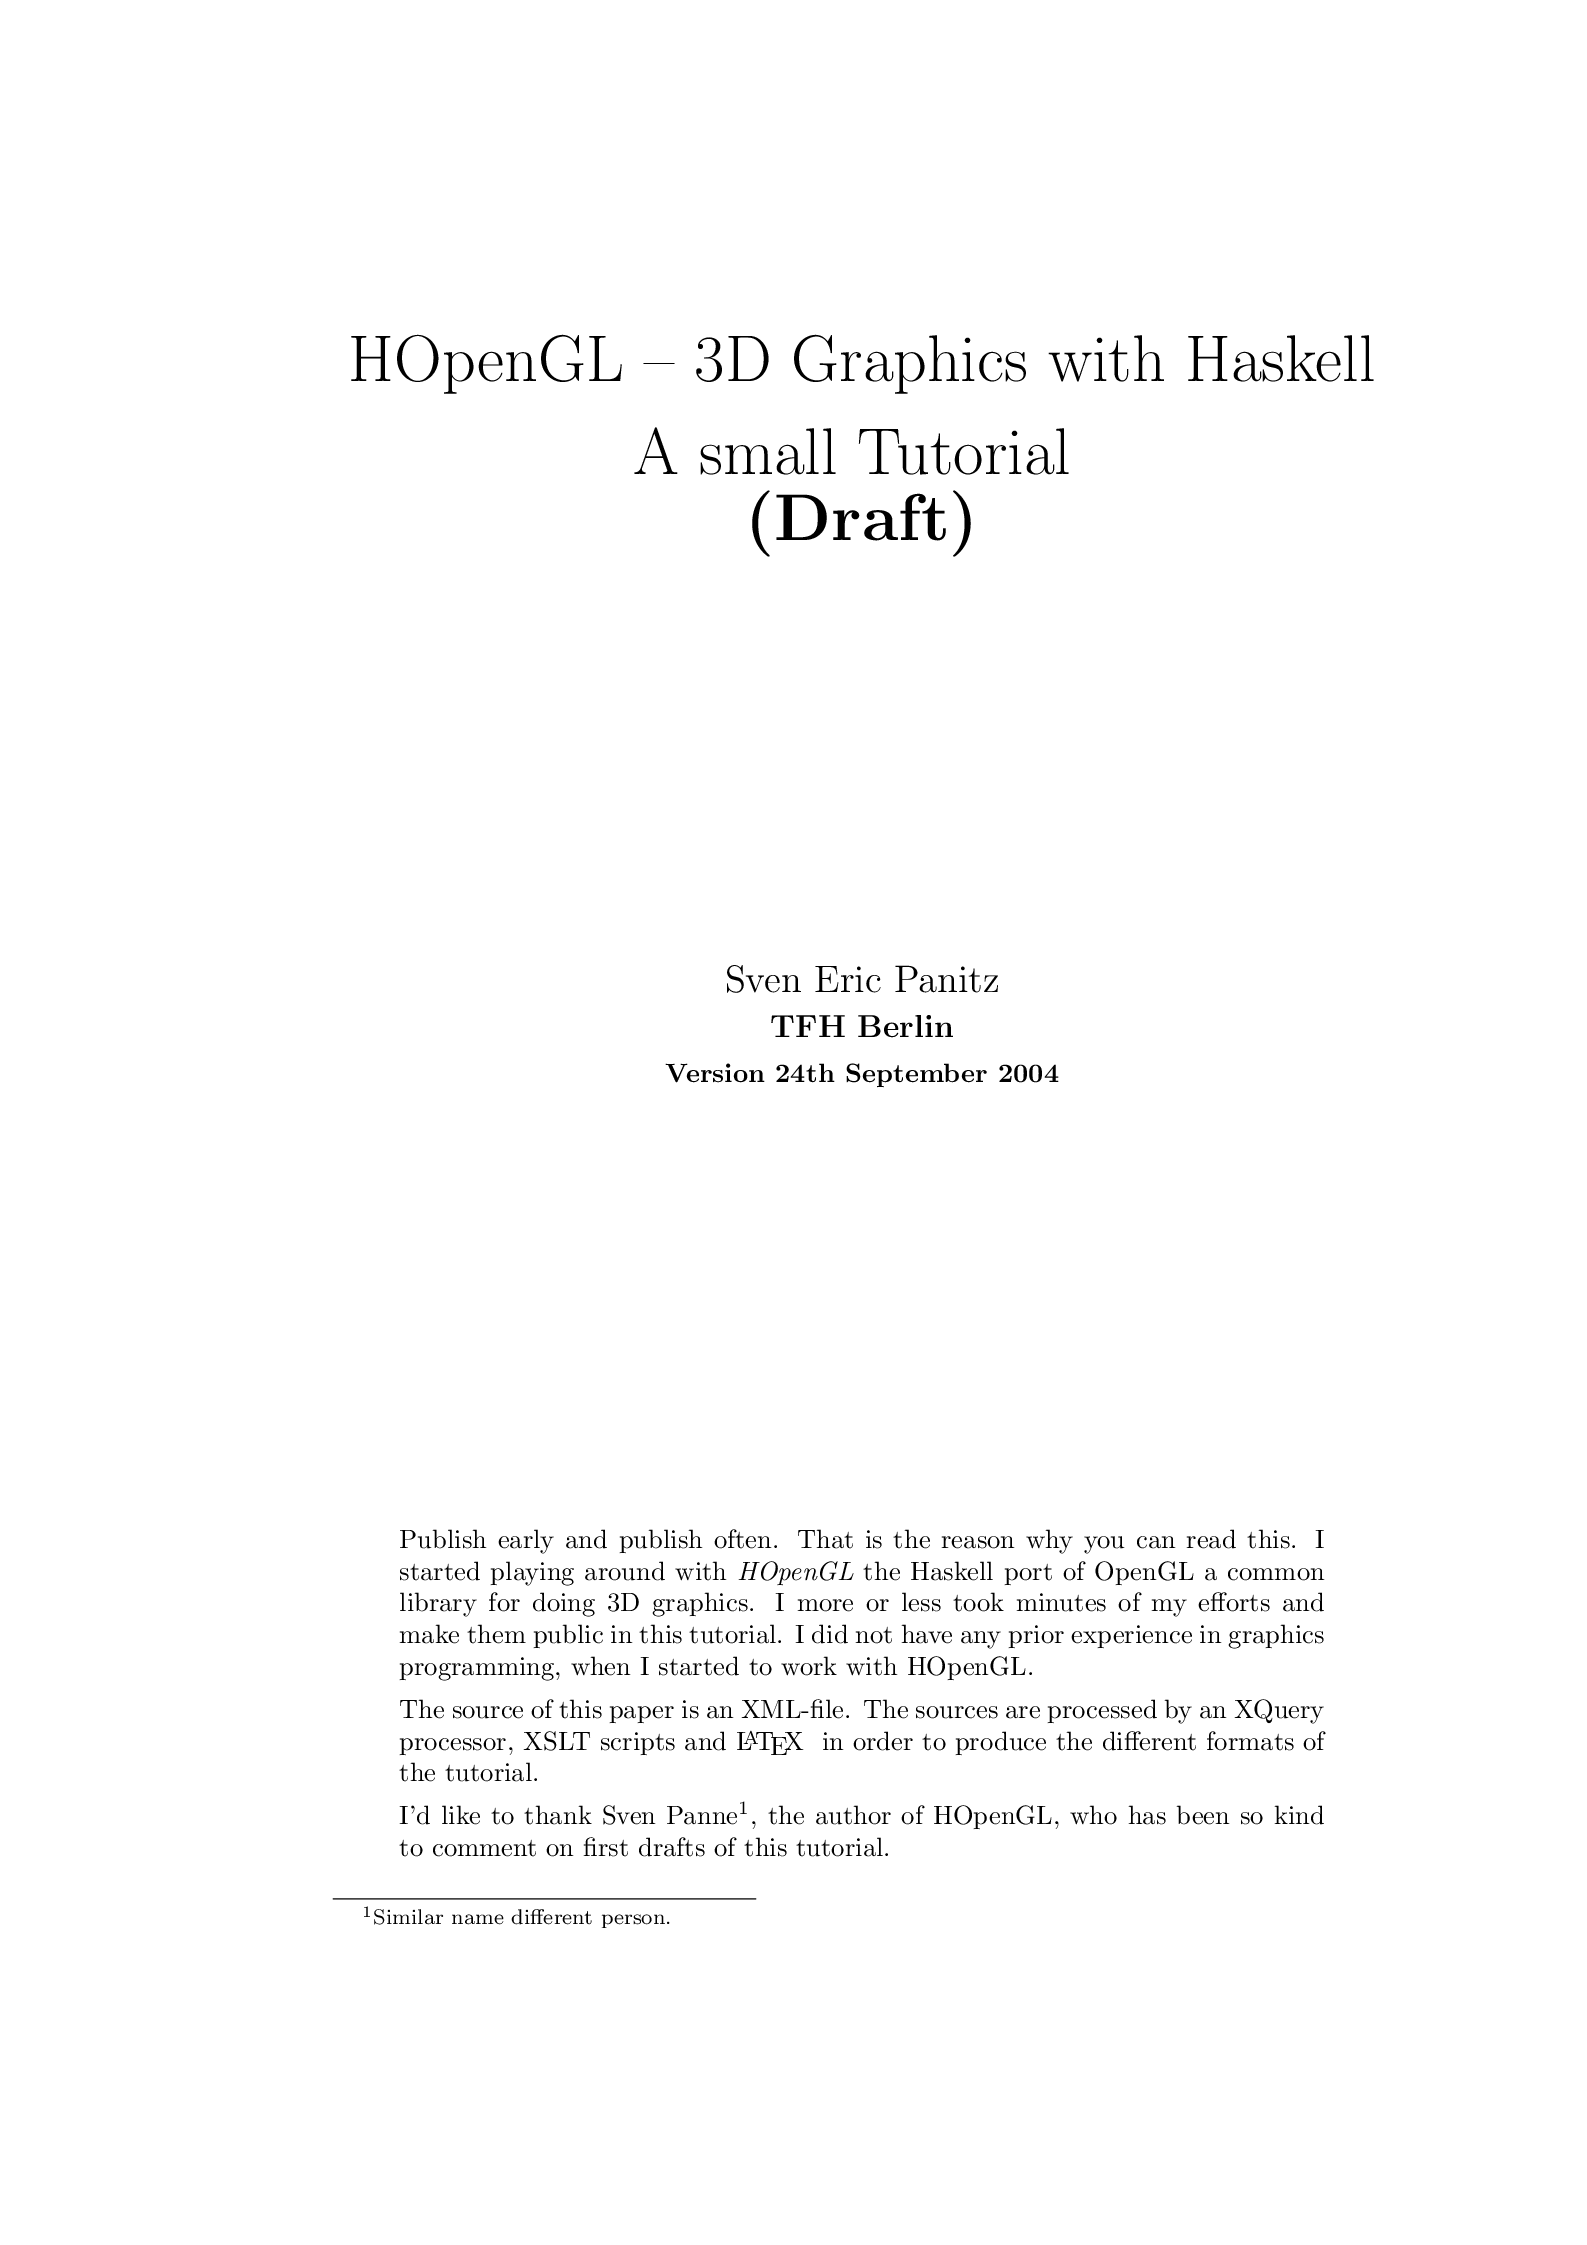 HOpenGL – 3D Graphics with Haskell
A small Tutorial
(Draft)
Sven Eric Panitz
TFH Berlin
Version 24th September 2004
Publish early and publish often. That is the reason why you can read this. I
started playing around with HOpenGL the Haskell port of OpenGL a common
library for doing 3D graphics. I more or less took minutes of my efforts and
make them public in this tutorial. I did not have any prior experience in graphics
programming, when I started to work with HOpenGL.
The source of this paper is an XML-file. The sources are processed by an XQuery
processor, XSLT scripts and LATEX in order to produce the different formats of
the tutorial.
I'd like to thank Sven Panne1, the author of HOpenGL, who has been so kind
to comment on first drafts of this tutorial.
1Similar name different person.